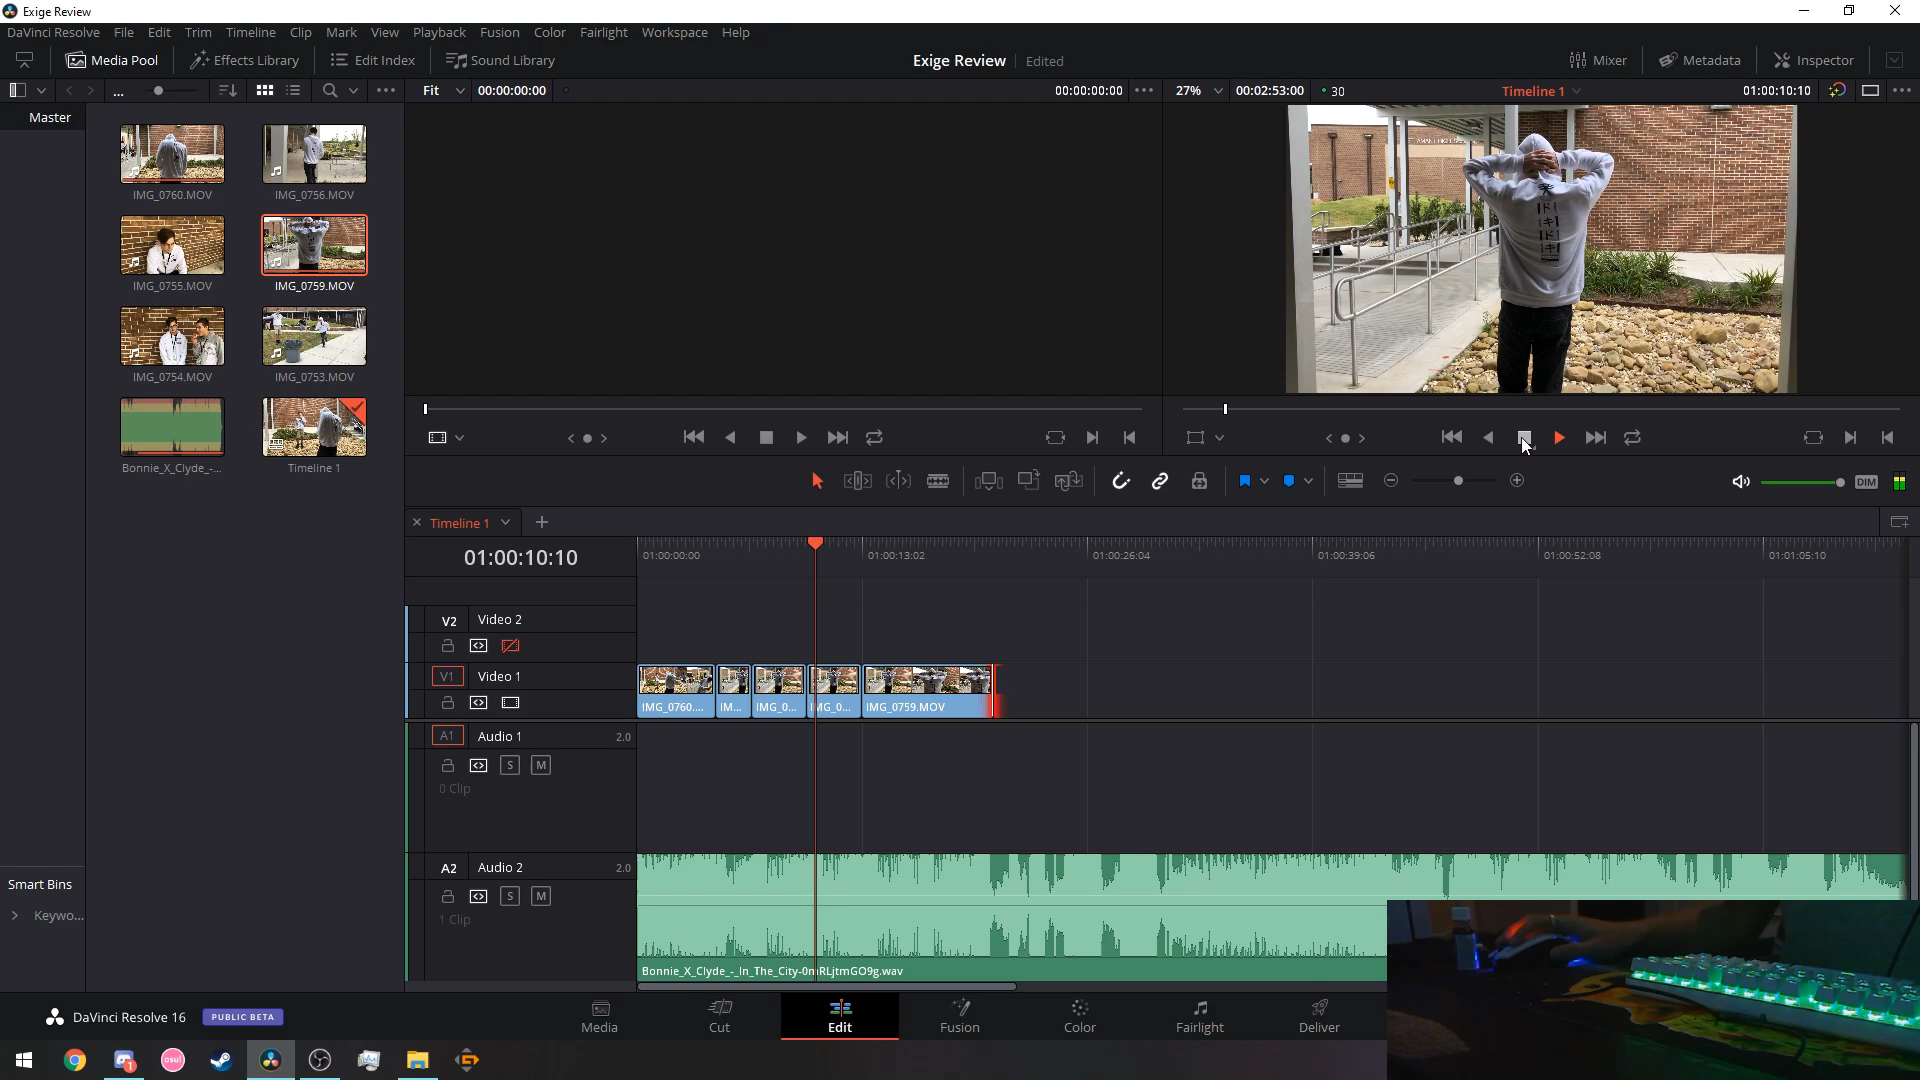 Exige Review
DaVinci Resolve File Edit Trim Timeline Clip Mark View Playback Fusion Color Fairlight Workspace Help
Media Pool Effects Library Edit Index Sound Library Exige Review Edited Mixer Metadata Inspector
... Fit 00:00:00:00 00:00:00:00 27% 00:02:53:00 30 Timeline 1 01:00:10:10
Master
IMG_0760.MOV IMG_0756.MOV
IMG_0755.MOV IMG_0759.MOV
IMG_0754.MOV IMG_0753.MOV
Bonnie_X_Clyde_-... Timeline 1
DIM
Timeline 1
01:00:10:10 01:00:00:00 01:00:13:02 01:00:26:04 01:00:39:06 01:00:52:08 01:01:05:10
V2 Video 2
V1 Video 1
IMG_0760.... IM... IMG_0... IMG_0... IMG_0759.MOV
A1 Audio 1 2.0
S M
0 Clip
A2 Audio 2 2.0
S M
1 Clip
Bonnie_X_Clyde_-_In_The_City-0mRLjtmGO9g.wav
Smart Bins
Keywo...
DaVinci Resolve 16 PUBLIC BETA
Media Cut Edit Fusion Color Fairlight Deliver
1 osu!